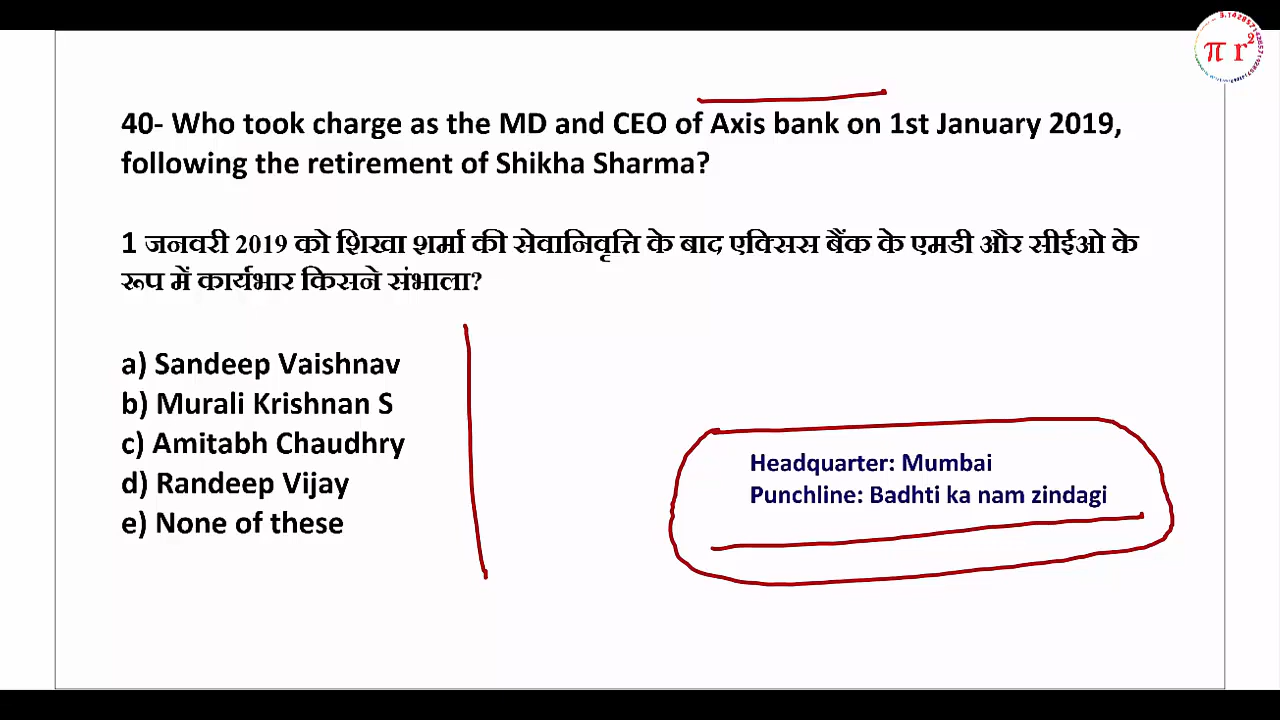 π r²
40- Who took charge as the MD and CEO of Axis bank on 1st January 2019,
following the retirement of Shikha Sharma?
1 जनवरी 2019 को शिखा शर्मा की सेवानिवृत्ति के बाद एक्सिस बैंक के एमडी और सीईओ के
रूप में कार्यभार किसने संभाला?
a) Sandeep Vaishnav
b) Murali Krishnan S
c) Amitabh Chaudhry
d) Randeep Vijay
e) None of these
Headquarter: Mumbai
Punchline: Badhti ka nam zindagi